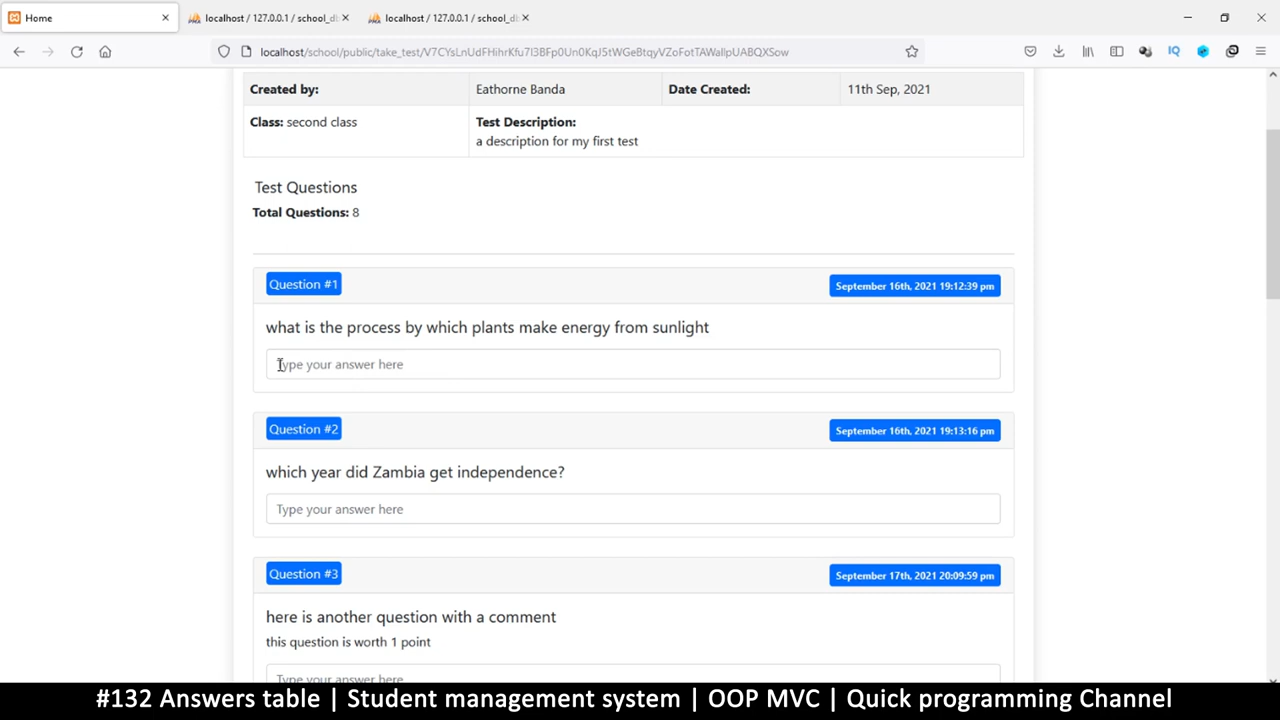 Home
localhost / 127.0.0.1 / school_d
localhost / 127.0.0.1 / school_d
localhost/school/public/take_test/
Created by: Eathorne Banda Date Created: 11th Sep, 2021
Class: second class Test Description:
a description for my first test
Test Questions
Total Questions: 8
Question #1 September 16th, 2021 19:12:39 pm
what is the process by which plants make energy from sunlight
Type your answer here
Question #2 September 16th, 2021 19:13:16 pm
which year did Zambia get independence?
Type your answer here
Question #3 September 17th, 2021 20:09:59 pm
here is another question with a comment
this question is worth 1 point
Type your answer here
#132 Answers table | Student management system | OOP MVC | Quick programming Channel